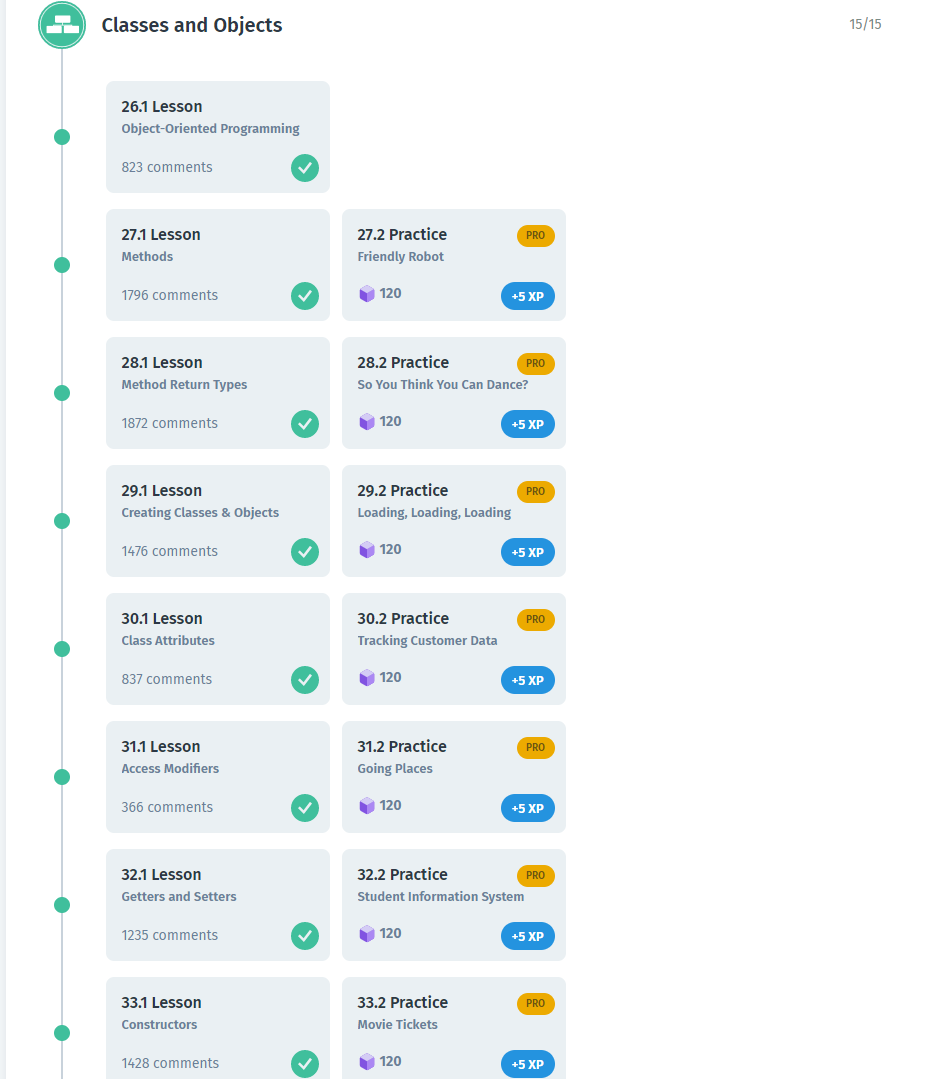 Classes and Objects
15/15
26.1 Lesson
Object-Oriented Programming
823 comments
27.1 Lesson
Methods
1796 comments
27.2 Practice
PRO
Friendly Robot
120
+5 XP
28.1 Lesson
Method Return Types
1872 comments
28.2 Practice
PRO
So You Think You Can Dance?
120
+5 XP
29.1 Lesson
Creating Classes & Objects
1476 comments
29.2 Practice
PRO
Loading, Loading, Loading
120
+5 XP
30.1 Lesson
Class Attributes
837 comments
30.2 Practice
PRO
Tracking Customer Data
120
+5 XP
31.1 Lesson
Access Modifiers
366 comments
31.2 Practice
PRO
Going Places
120
+5 XP
32.1 Lesson
Getters and Setters
1235 comments
32.2 Practice
PRO
Student Information System
120
+5 XP
33.1 Lesson
Constructors
1428 comments
33.2 Practice
PRO
Movie Tickets
120
+5 XP